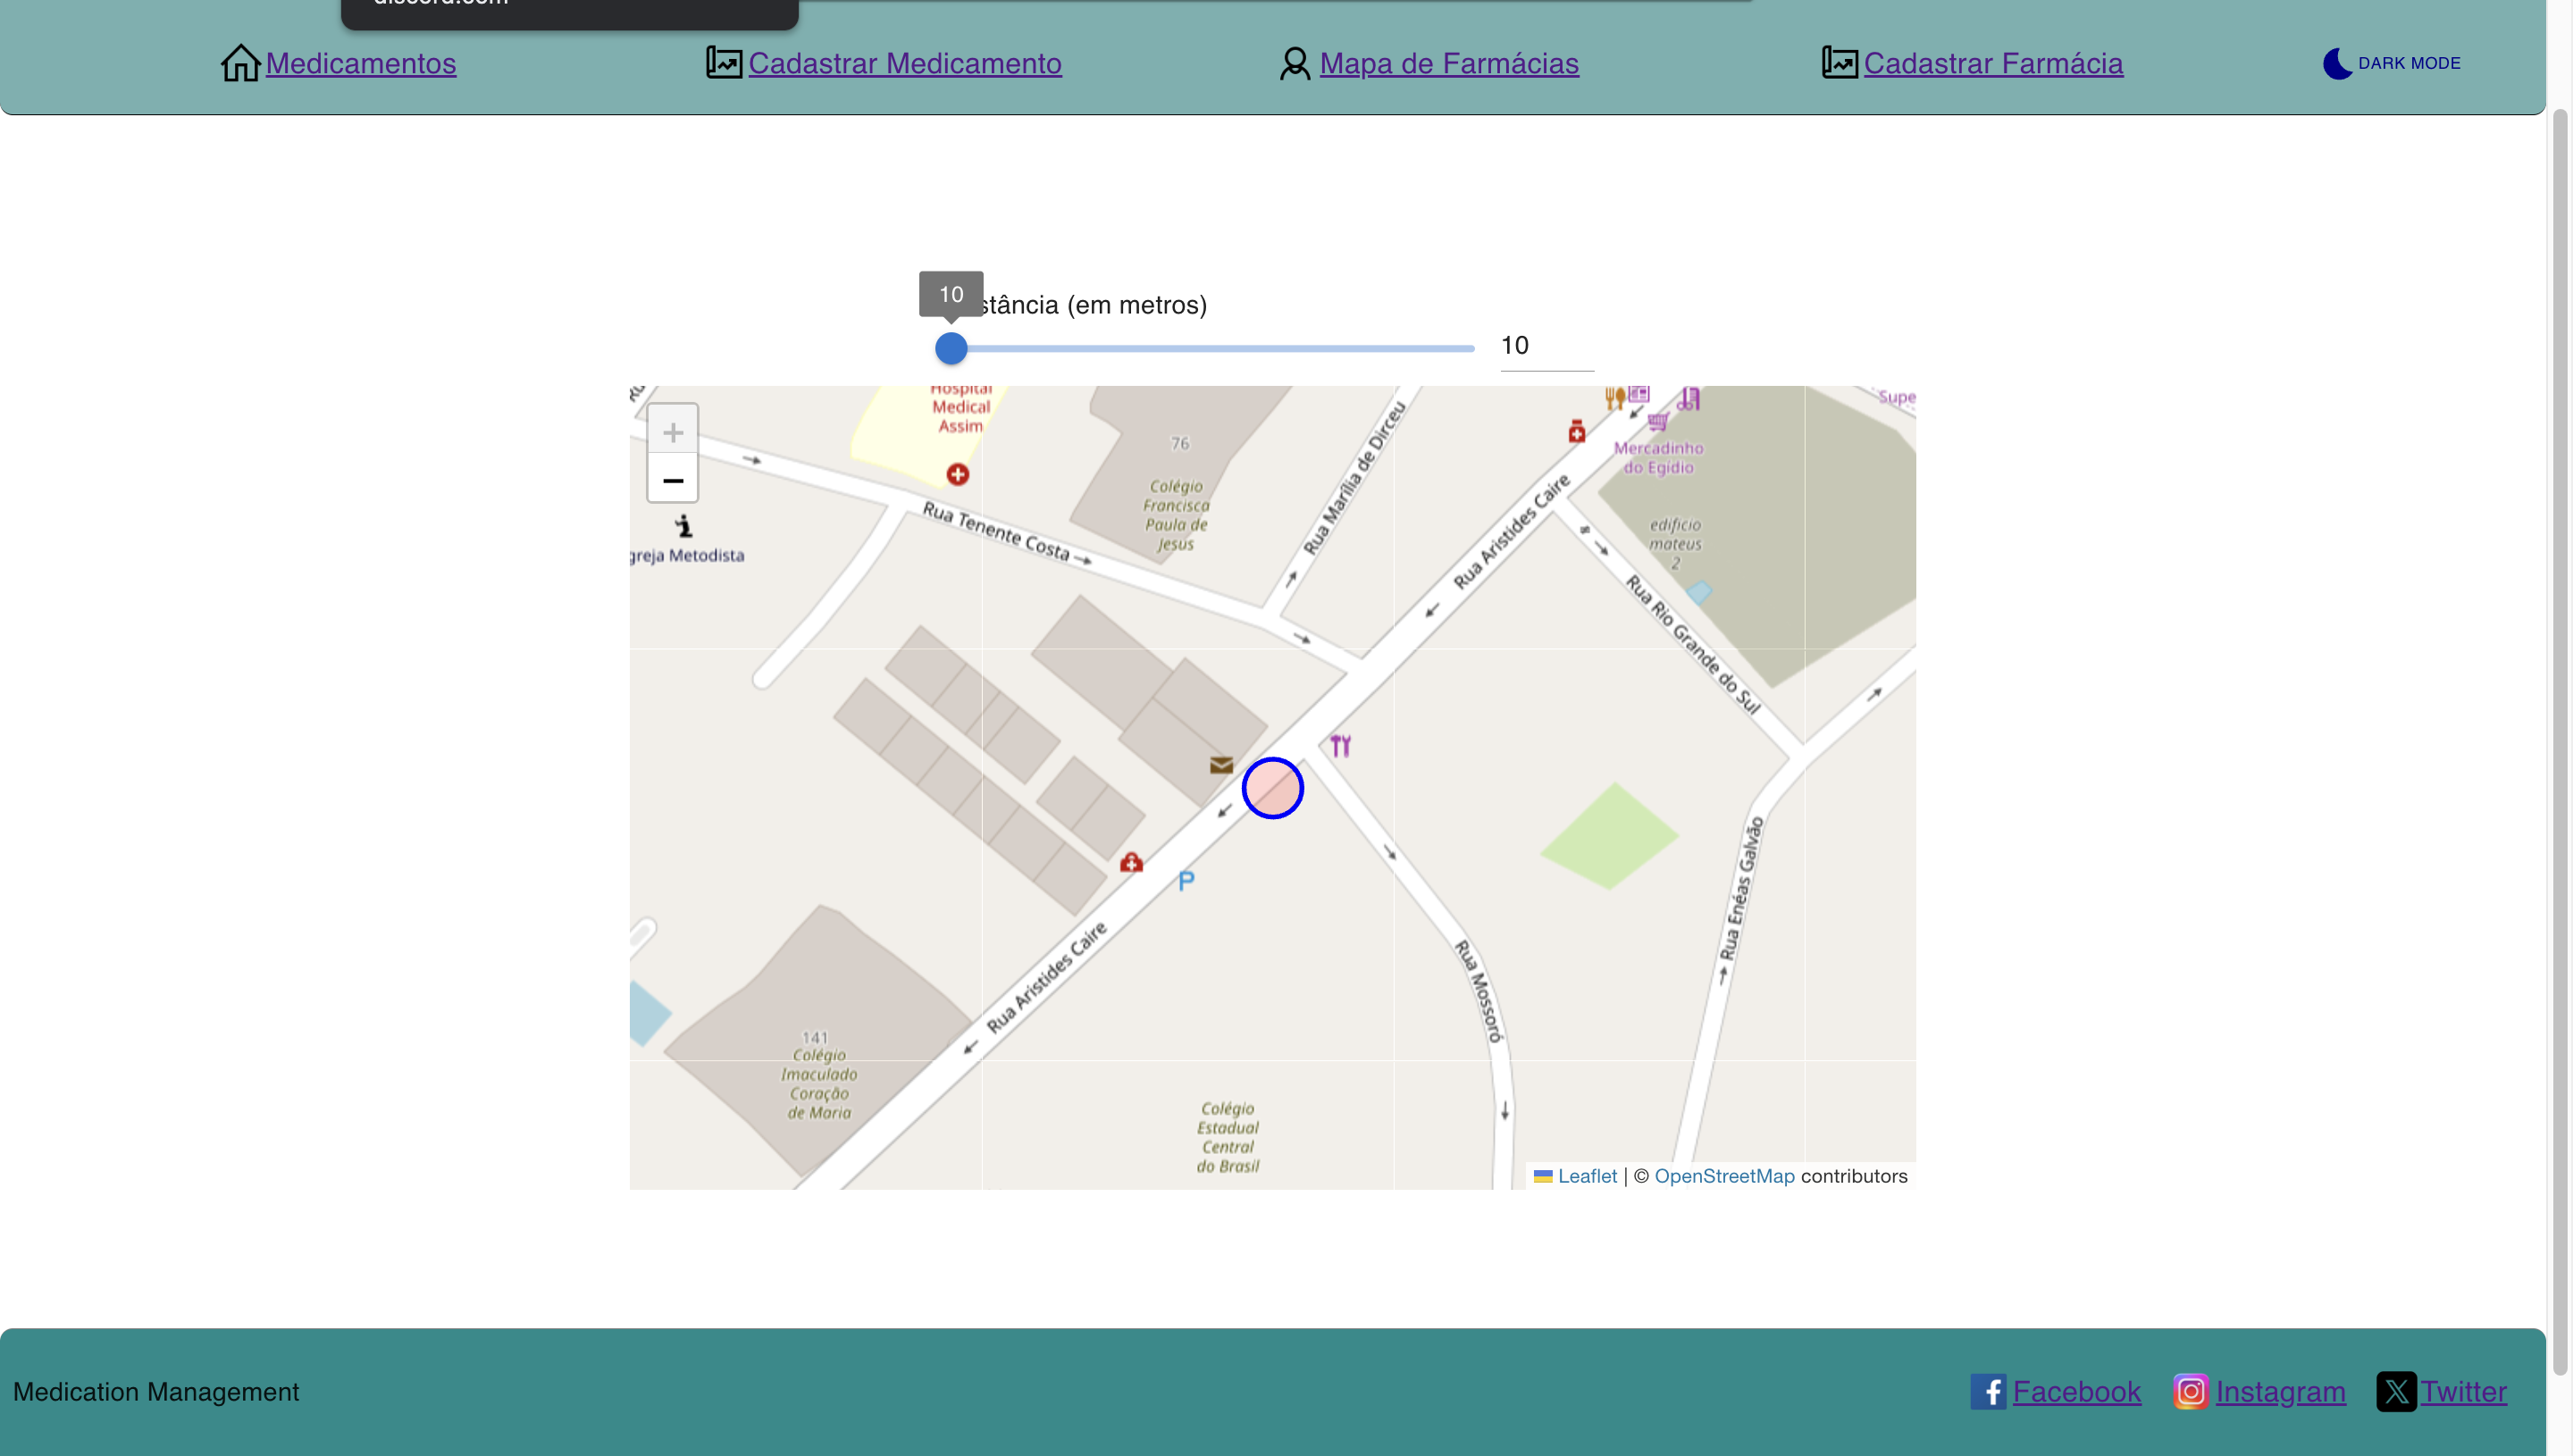 Medicamentos
Cadastrar Medicamento
Mapa de Farmácias
Cadastrar Farmácia
DARK MODE
10
stância (em metros)
10
+
−
Hospital
Medical
Assim
76
Colégio
Francisca
Paula de
Jesus
Rua Marília de Dirceu
Rua Aristides Caire
Mercadinho
do Egídio
Supe
edificio
mateus
2
greja Metodista
Rua Tenente Costa
Rua Rio Grande do Sul
P
Rua Enéas Galvão
Rua Mossoró
Rua Aristides Caire
141
Colégio
Imaculado
Coração
de Maria
Colégio
Estadual
Central
do Brasil
Leaflet | © OpenStreetMap contributors
Medication Management
Facebook
Instagram
Twitter